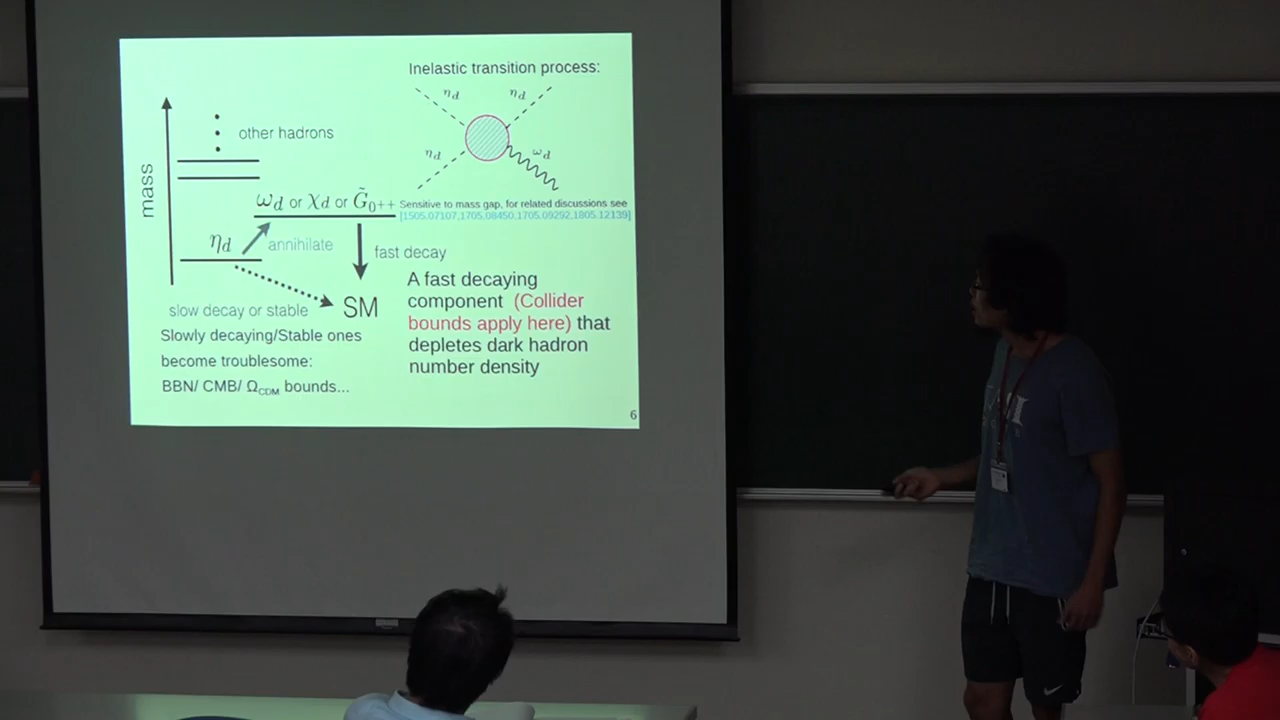 Inelastic transition process:
η_d
η_d
η_d
ω_d
other hadrons
mass
ω_d or χ_d or G̃_0++
Sensitive to mass gap, for related discussions see
[1505.07107,1705.08450,1705.09292,1805.12139]
η_d
annihilate
fast decay
slow decay or stable
SM
Slowly decaying/Stable ones
become troublesome:
BBN/ CMB/ Ω_CDM bounds...
A fast decaying
component (Collider
bounds apply here) that
depletes dark hadron
number density
6